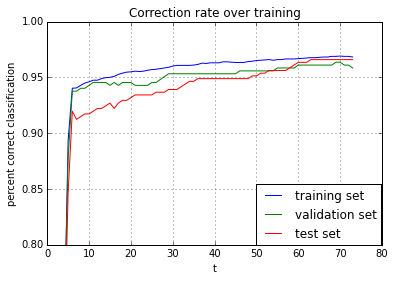 Correction rate over training
percent correct classification
1.00
0.95
0.90
0.85
0.80
training set
validation set
test set
0 10 20 30 40 50 60 70 80
t